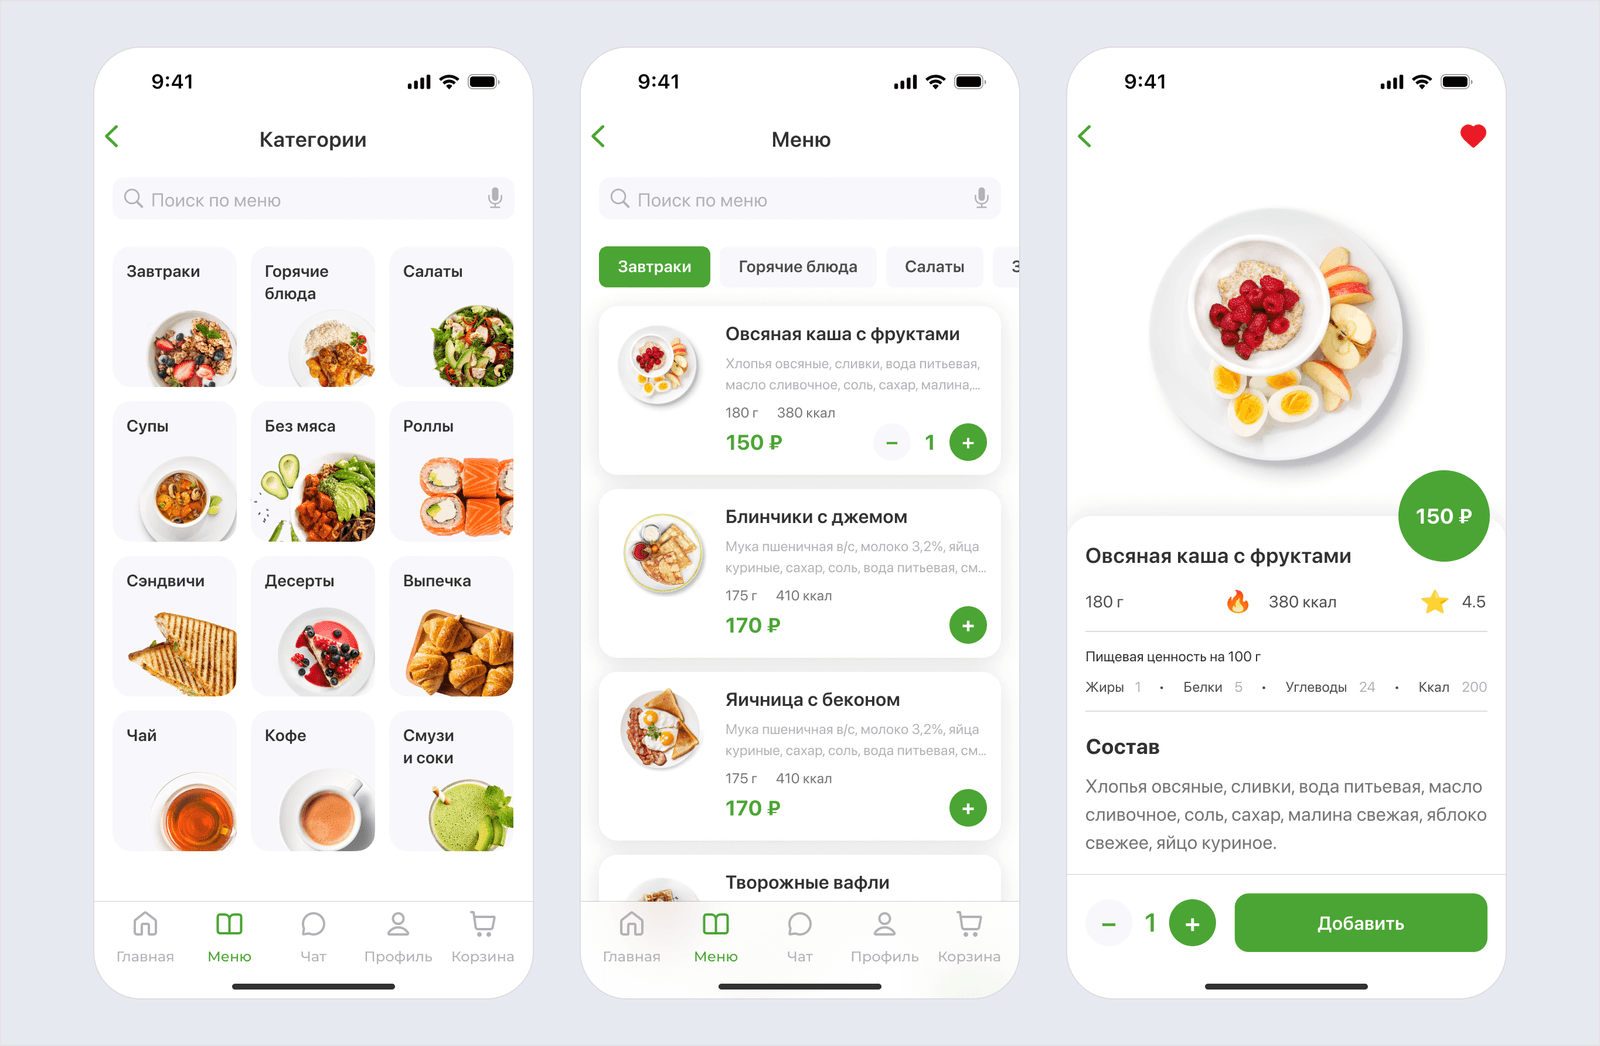 9:41
Категории
Поиск по меню
Завтраки
Горячие
блюда
Салаты
Супы
Без мяса
Роллы
Сэндвичи
Десерты
Выпечка
Чай
Кофе
Смузи
и соки
Главная
Меню
Чат
Профиль
Корзина
9:41
Меню
Поиск по меню
Завтраки
Горячие блюда
Салаты
З
Овсяная каша с фруктами
Хлопья овсяные, сливки, вода питьевая,
масло сливочное, соль, сахар, малина,...
180 г 380 ккал
150 ₽ − 1 +
Блинчики с джемом
Мука пшеничная в/с, молоко 3,2%, яйца
куриные, сахар, соль, вода питьевая, см...
175 г 410 ккал
170 ₽ +
Яичница с беконом
Мука пшеничная в/с, молоко 3,2%, яйца
куриные, сахар, соль, вода питьевая, см...
175 г 410 ккал
170 ₽ +
Творожные вафли
Главная
Меню
Чат
Профиль
Корзина
9:41
150 ₽
Овсяная каша с фруктами
180 г 380 ккал 4.5
Пищевая ценность на 100 г
Жиры 1 • Белки 5 • Углеводы 24 • Ккал 200
Состав
Хлопья овсяные, сливки, вода питьевая, масло
сливочное, соль, сахар, малина свежая, яблоко
свежее, яйцо куриное.
− 1 +
Добавить